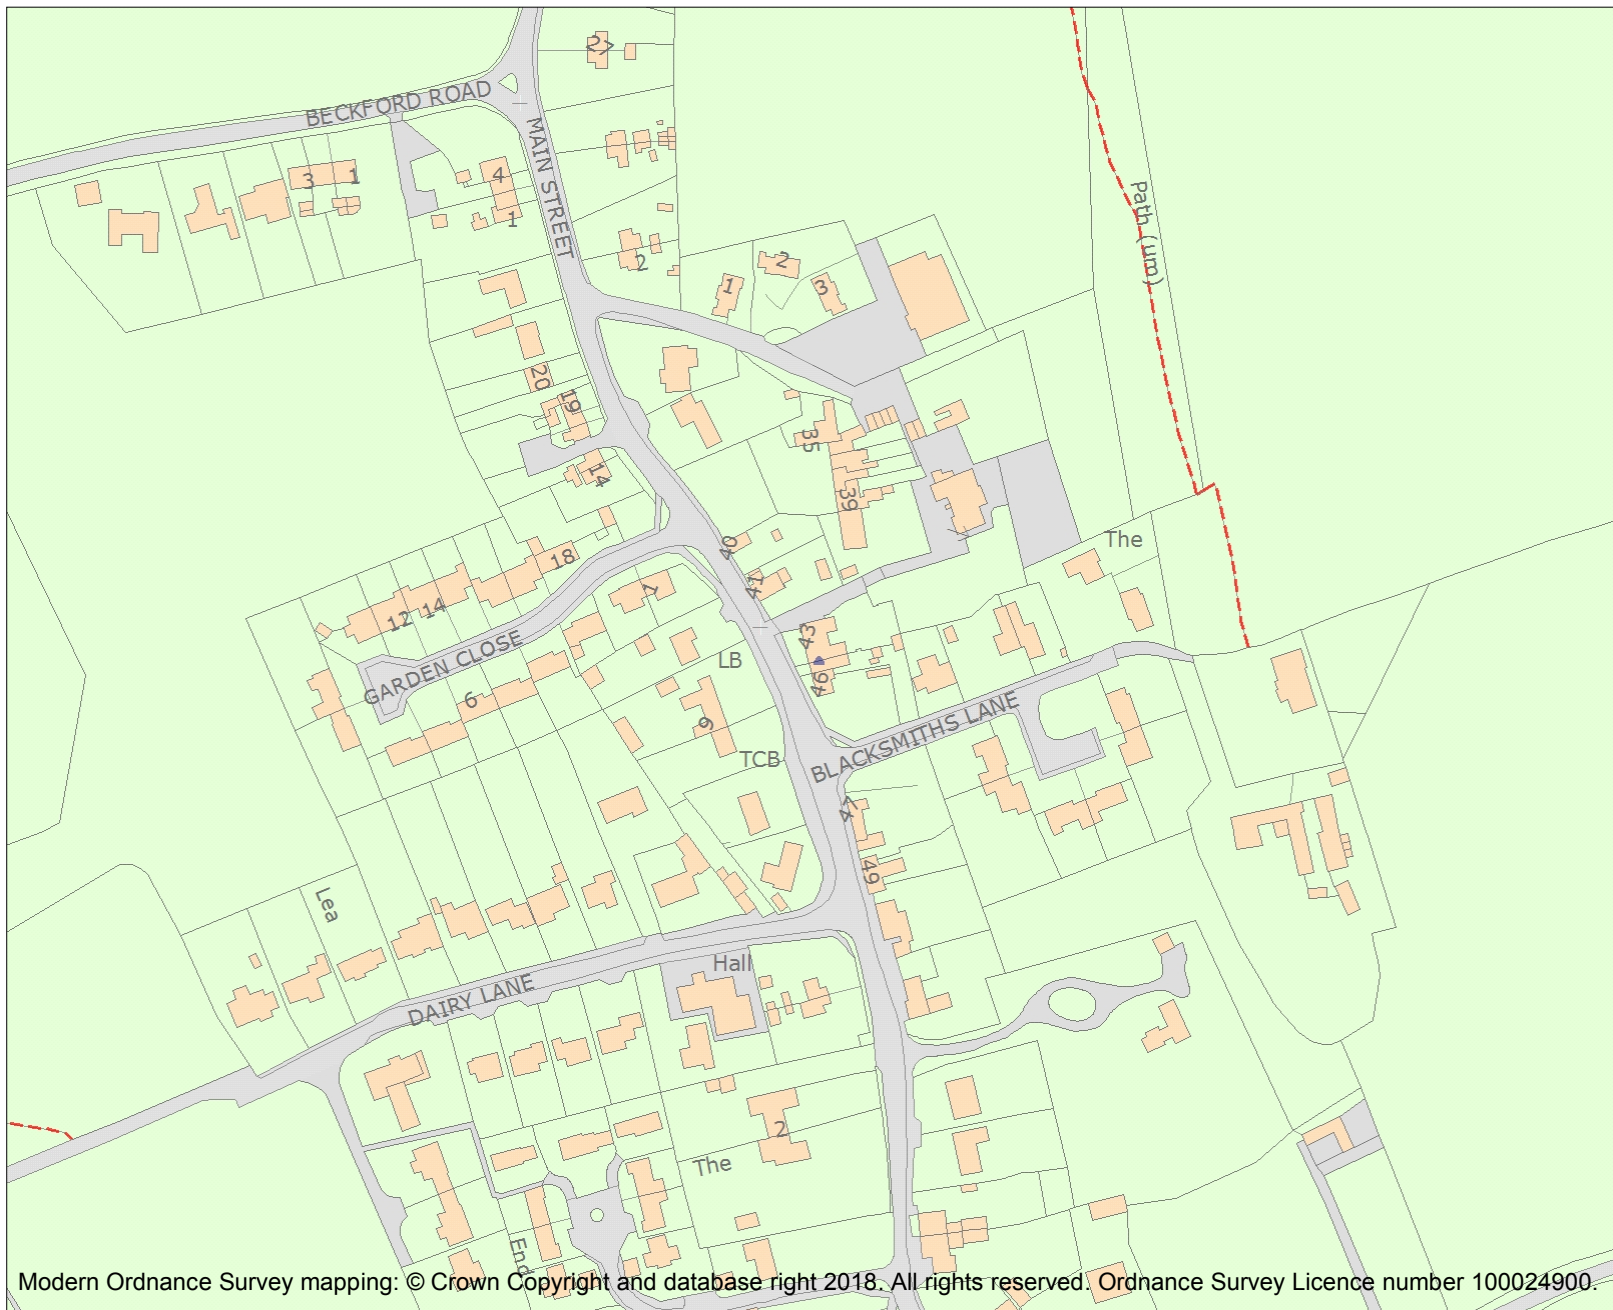 27
BECKFORD ROAD
MAIN STREET
3
1
4
1
2
1
2
3
Path (um)
20
19
14
35
39
The
40
41
18
12
14
1
GARDEN CLOSE
6
LB
43
46
9
TCB
BLACKSMITHS LANE
47
49
Lea
Hall
DAIRY LANE
2
The
End
Modern Ordnance Survey mapping: © Crown Copyright and database right 2018. All rights reserved. Ordnance Survey Licence number 100024900.